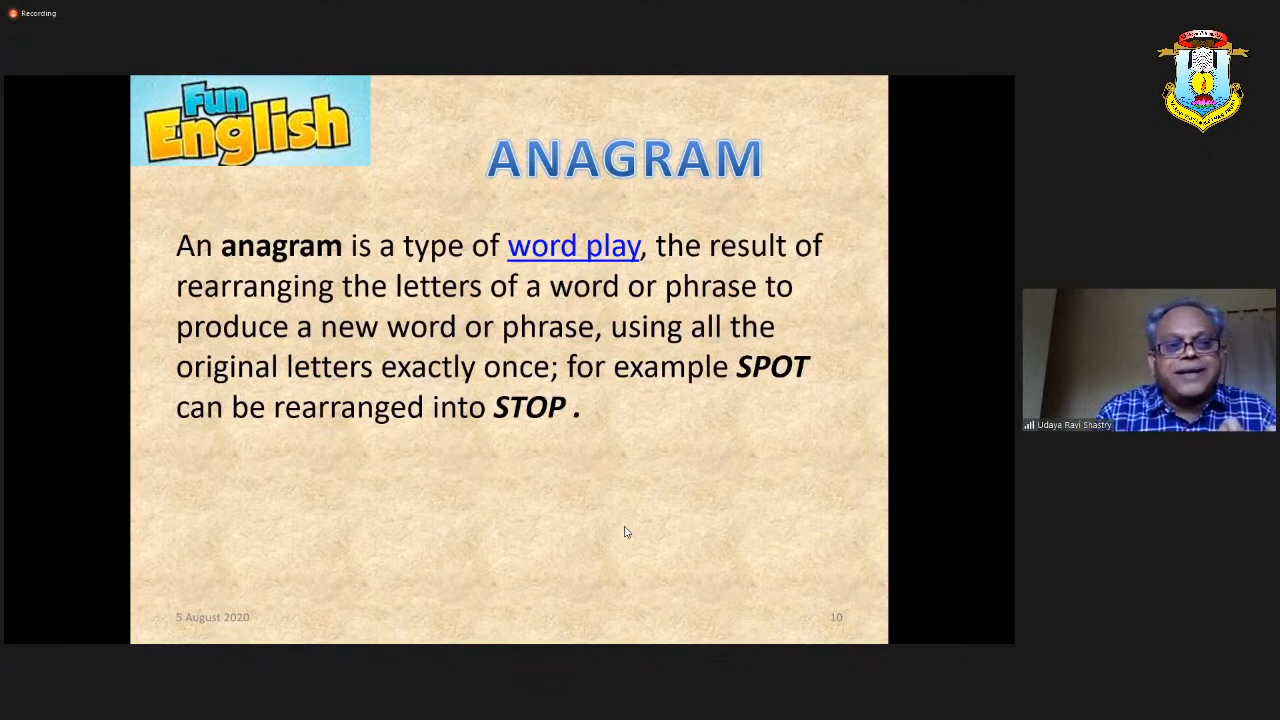 Recording
Fun
English
ANAGRAM
An anagram is a type of word play, the result of
rearranging the letters of a word or phrase to
produce a new word or phrase, using all the
original letters exactly once; for example SPOT
can be rearranged into STOP .
5 August 2020
10
Udaya Ravi Shastry